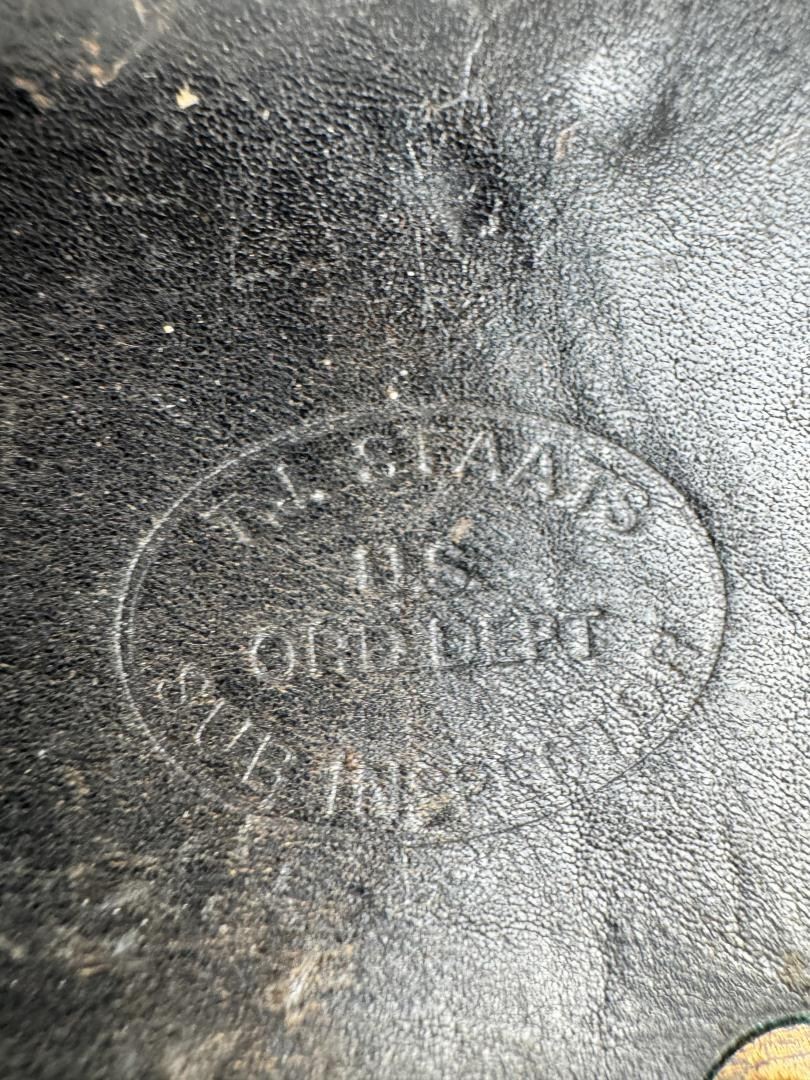 T.J. STAATS
U.S
ORD DEPT
SUB INSPECTOR